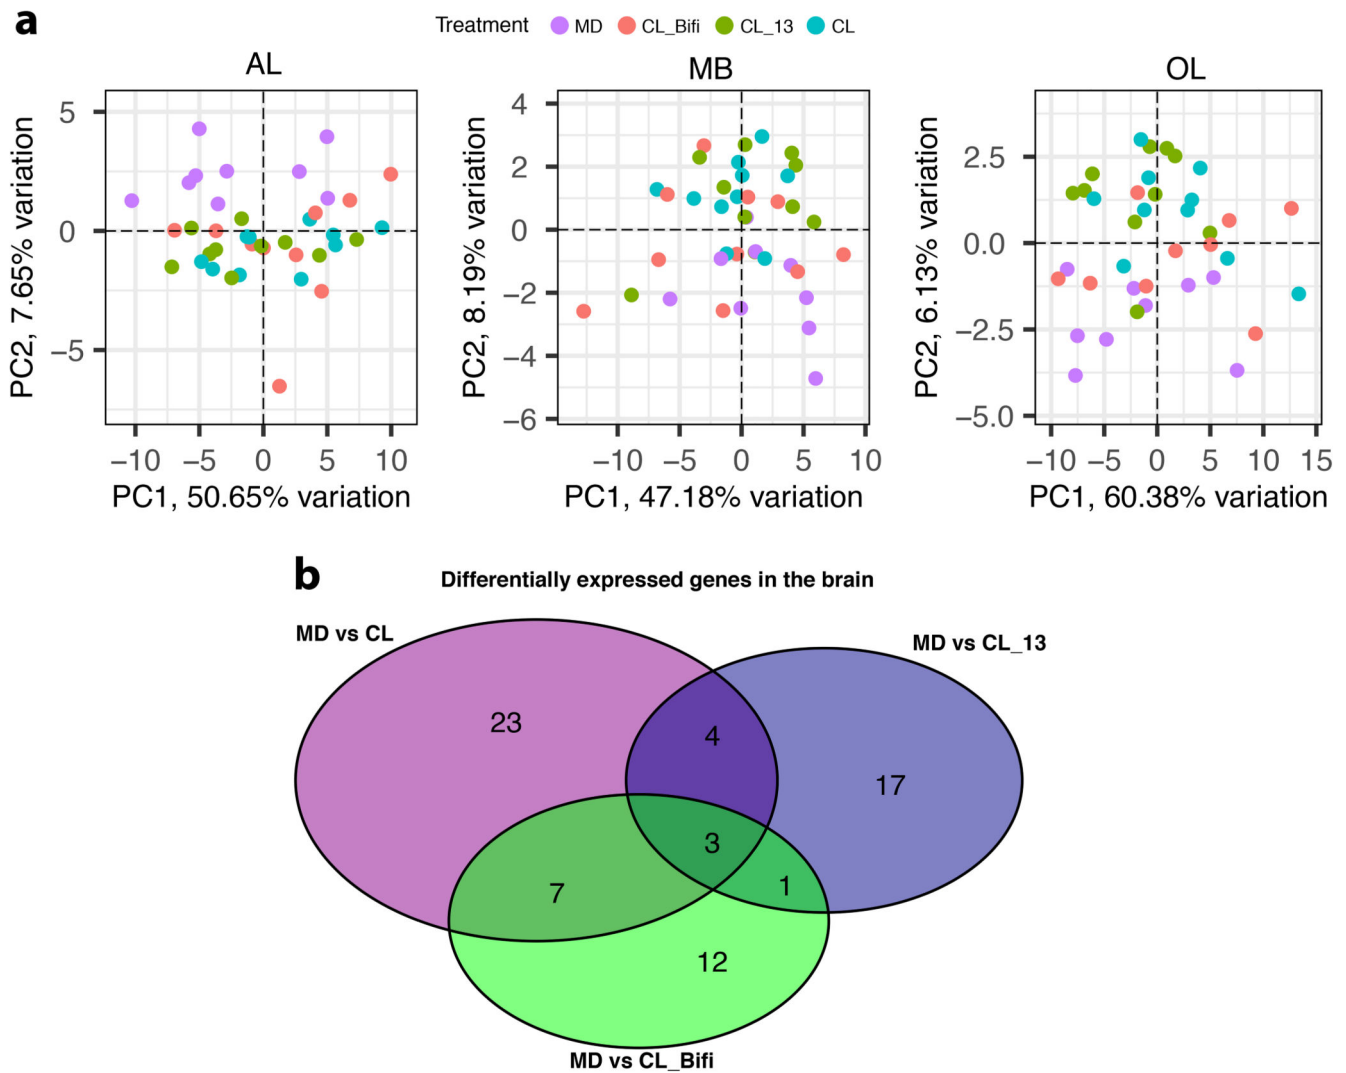 a
Treatment MD CL_Bifi CL_13 CL
AL
MB
OL
PC2, 7.65% variation
5
0
−5
−10 −5 0 5 10
PC1, 50.65% variation
PC2, 8.19% variation
4
2
0
−2
−4
−6
−10 −5 0 5 10
PC1, 47.18% variation
PC2, 6.13% variation
2.5
0.0
−2.5
−5.0
−10 −5 0 5 10 15
PC1, 60.38% variation
b
Differentially expressed genes in the brain
MD vs CL
MD vs CL_13
23
4
17
3
7
1
12
MD vs CL_Bifi